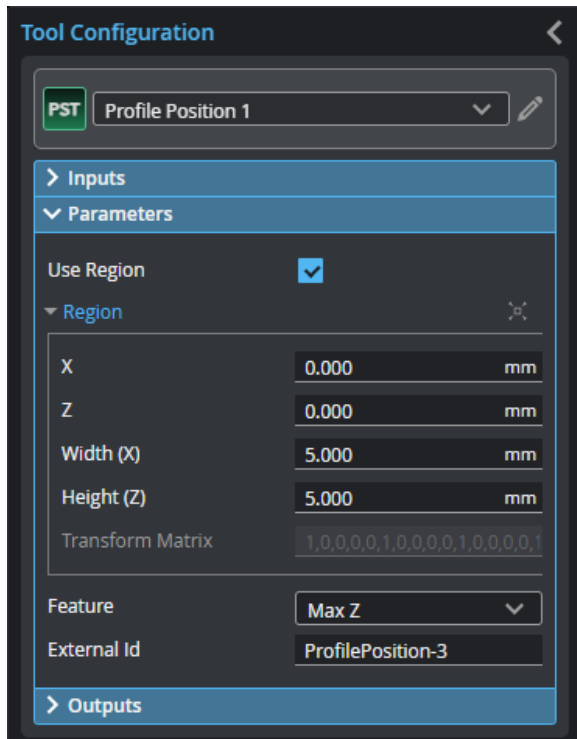 Tool Configuration
PST Profile Position 1
Inputs
Parameters
Use Region
Region
X 0.000 mm
Z 0.000 mm
Width (X) 5.000 mm
Height (Z) 5.000 mm
Transform Matrix 1,0,0,0,0,1,0,0,0,0,1,0,0,0,0,1
Feature Max Z
External Id ProfilePosition-3
Outputs